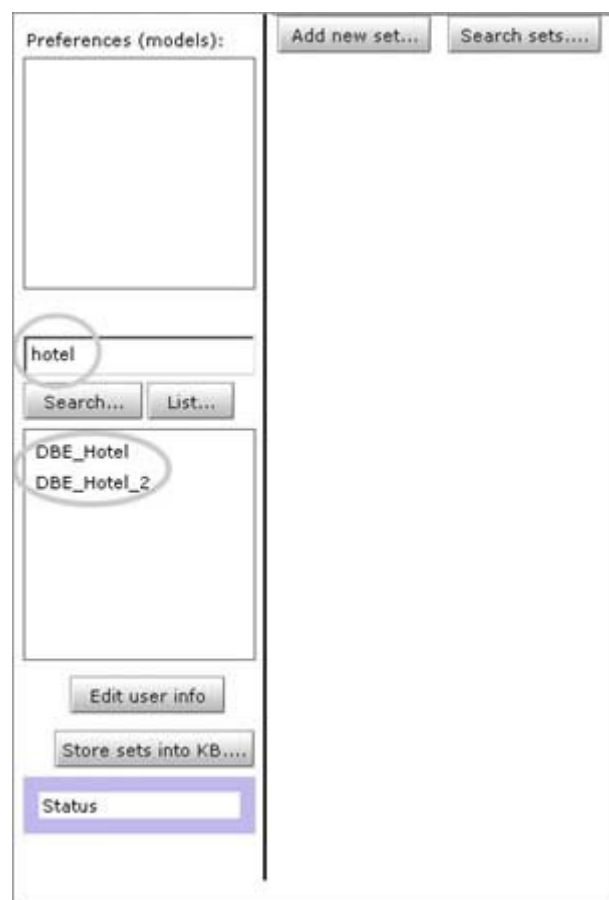 Preferences (models):
hotel
Search... List...
DBE_Hotel
DBE_Hotel_2
Edit user info
Store sets into KB....
Status
Add new set... Search sets....